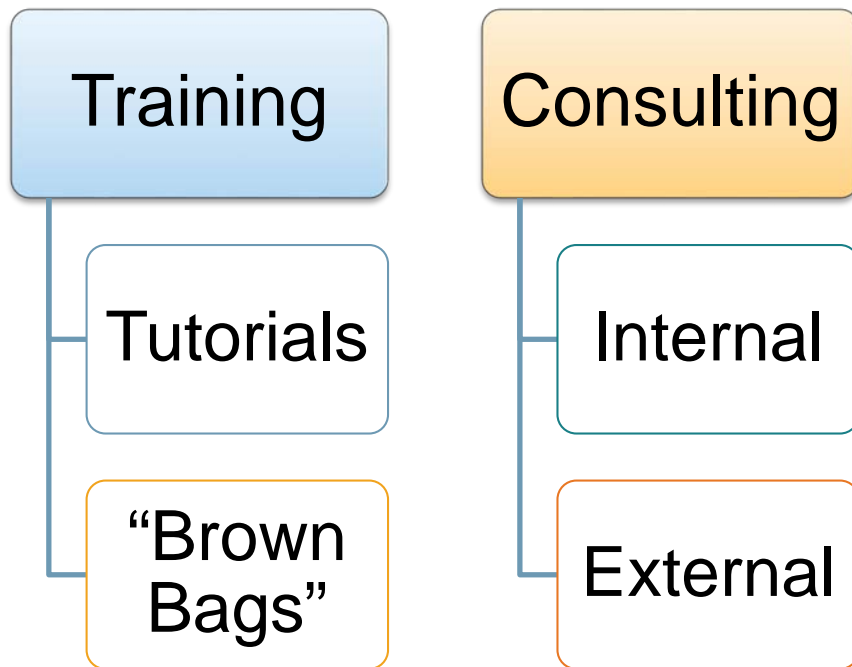 Training
Tutorials
“Brown
Bags”
Consulting
Internal
External